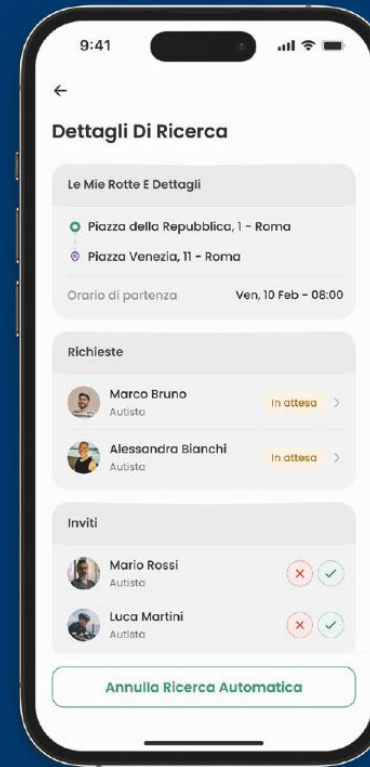 9:41
Dettagli Di Ricerca
Le Mie Rotte E Dettagli
Piazza della Repubblica, 1 - Roma
Piazza Venezia, 11 - Roma
Orario di partenza Ven, 10 Feb - 08:00
Richieste
Marco Bruno
Autista
In attesa
Alessandra Bianchi
Autista
In attesa
Inviti
Mario Rossi
Autista
Luca Martini
Autista
Annulla Ricerca Automatica